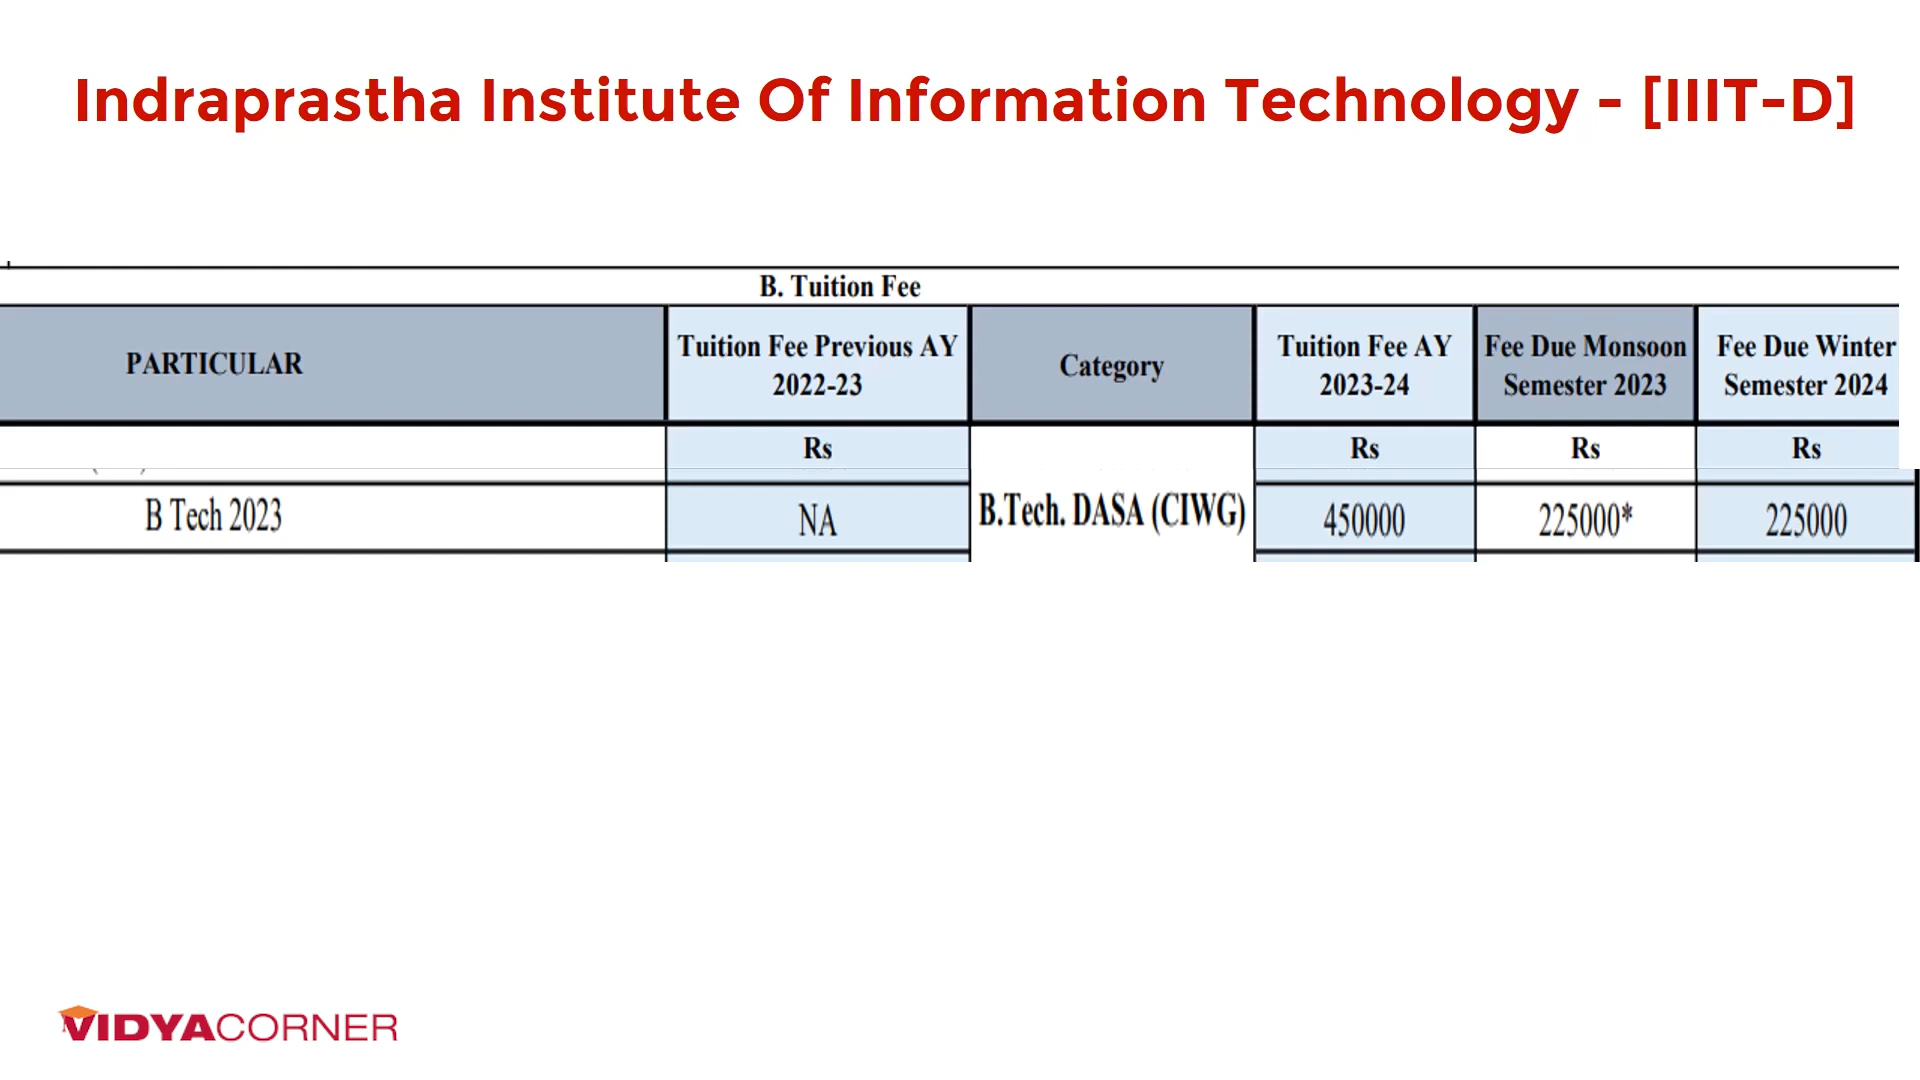 Indraprastha Institute Of Information Technology - [IIIT-D]
B. Tuition Fee
PARTICULAR
Tuition Fee Previous AY
2022-23
Category
Tuition Fee AY
2023-24
Fee Due Monsoon
Semester 2023
Fee Due Winter
Semester 2024
Rs
Rs
Rs
Rs
B Tech 2023
NA
B.Tech. DASA (CIWG)
450000
225000*
225000
VIDYACORNER